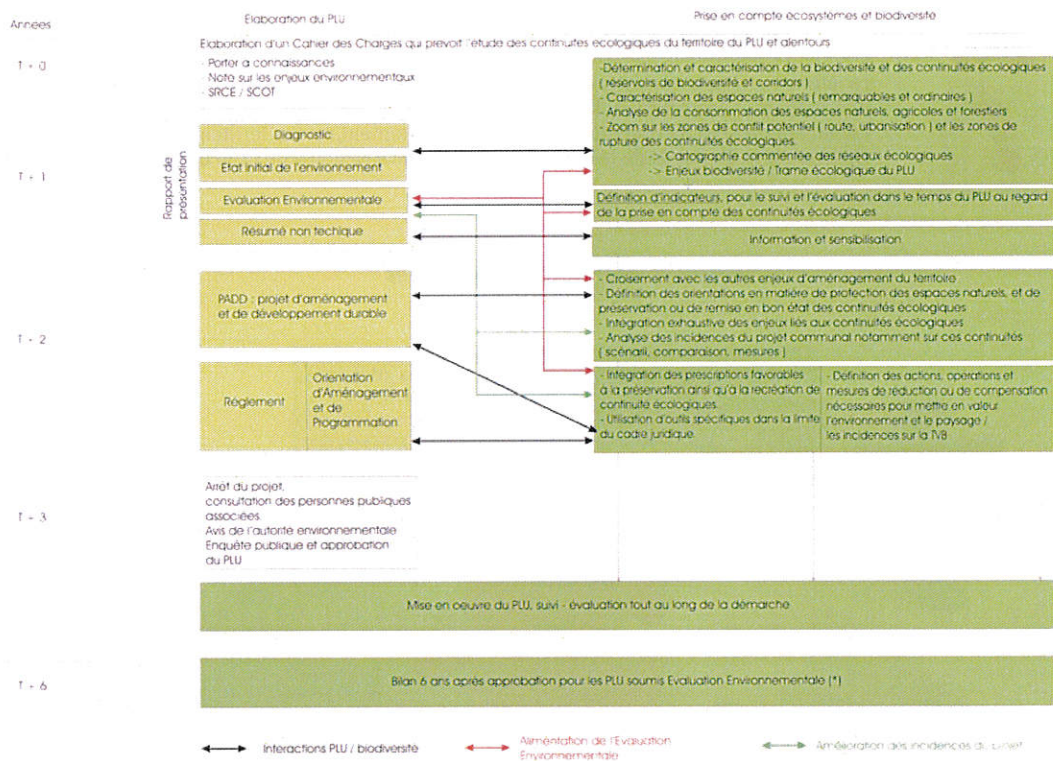 Années
Elaboration du PLU
Prise en compte écosystèmes et biodiversité
Elaboration d'un Cahier des Charges qui prevoit l'étude des continuites ecologiques du territoire du PLU et alentours
T + 0
- Porter a connaissances
- Note sur les enjeux environnementaux
- SRCE / SCOT
-Détermination et caractérisation de la biodiversité et des continuités écologiques
( réservoirs de biodiversité et corridors )
- Caractérisation des espaces naturels ( remarquables et ordinaires )
- Analyse de la consommation des espaces naturels, agricoles et forestiers
- Zoom sur les zones de conflit potentiel ( route, urbanisation ) et les zones de
rupture des continuités écologiques.
-> Cartographie commentée des réseaux écologiques
-> Enjeux biodiversité / Trame écologique du PLU
T + 1
Rapport de
présentation
Diagnostic
Etat initial de l'environnement
Evaluation Environnementale
Résumé non techique
Définition d'indicateurs, pour le suivi et l'évaluation dans le temps du PLU au regard
de la prise en compte des continuités écologiques
Information et sensibilisation
T + 2
PADD : projet d'aménagement
et de développement durable
- Croisement avec les autres enjeux d'aménagement du territoire
- Définition des orientations en matière de protection des espaces naturels, et de
préservation ou de remise en bon état des continuités écologiques
- Intégration exhaustive des enjeux liés aux continuités écologiques
- Analyse des incidences du projet communal notamment sur ces continuités
( scénarii, comparaison, mesures )
Règlement
Orientation
d'Aménagement
et de
Programmation
- Intégration des prescriptions favorables
à la préservation ainsi qu'à la recréation de
continuité écologiques.
- Utilisation d'outils spécifiques dans la limite
du cadre juridique
- Définition des actions, opérations et
mesures de réduction ou de compensation
nécessaires pour mettre en valeur
l'environnement et le paysage /
les incidences sur la TVB
T + 3
Arrêt du projet,
consultation des personnes publiques
associées
Avis de l'autorité environnementale
Enquête publique et approbation
du PLU
Mise en oeuvre du PLU, suivi - évaluation tout au long de la démarche
T + 6
Bilan 6 ans après approbation pour les PLU soumis Evaluation Environnementale (*)
Interactions PLU / biodiversité
Alimentation de l'Evaluation
Environnementale
Amélioration des incidences du projet